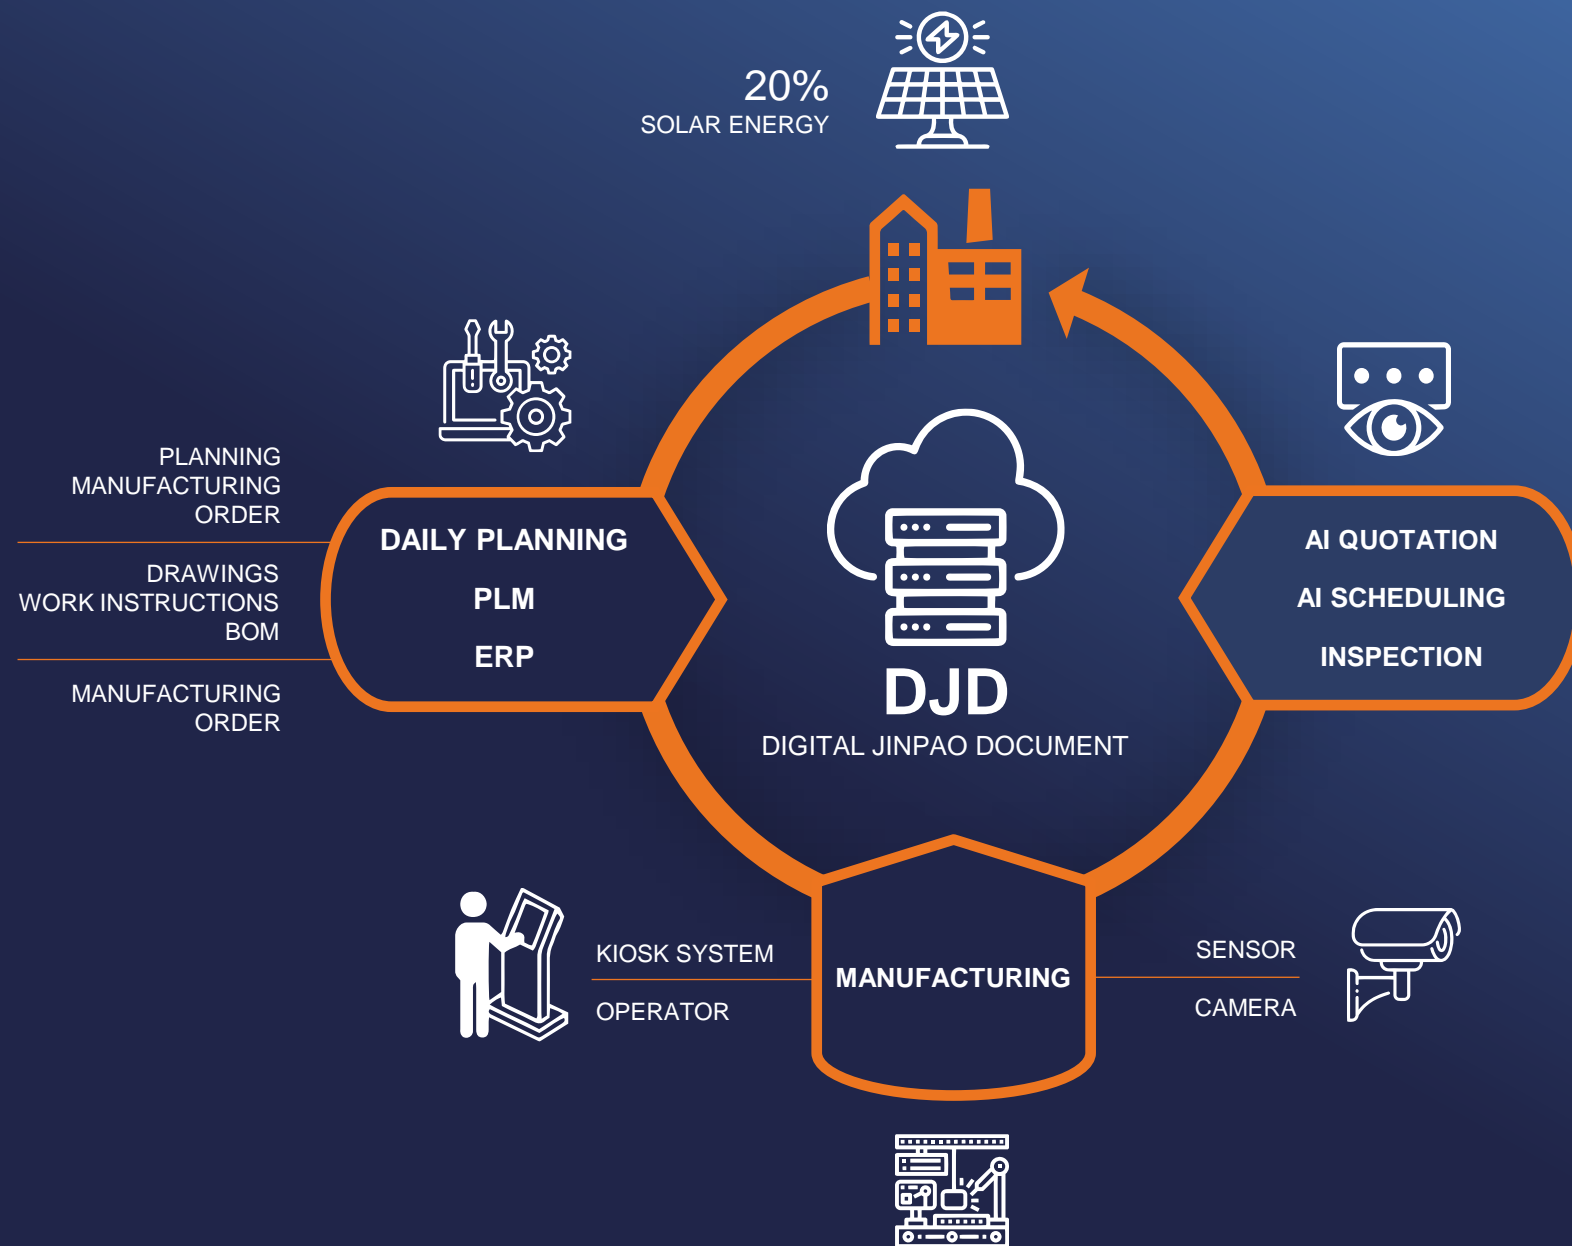 20%
SOLAR ENERGY
PLANNING
MANUFACTURING
ORDER
DRAWINGS
WORK INSTRUCTIONS
BOM
MANUFACTURING
ORDER
DAILY PLANNING
PLM
ERP
DJD
DIGITAL JINPAO DOCUMENT
AI QUOTATION
AI SCHEDULING
INSPECTION
KIOSK SYSTEM
OPERATOR
MANUFACTURING
SENSOR
CAMERA